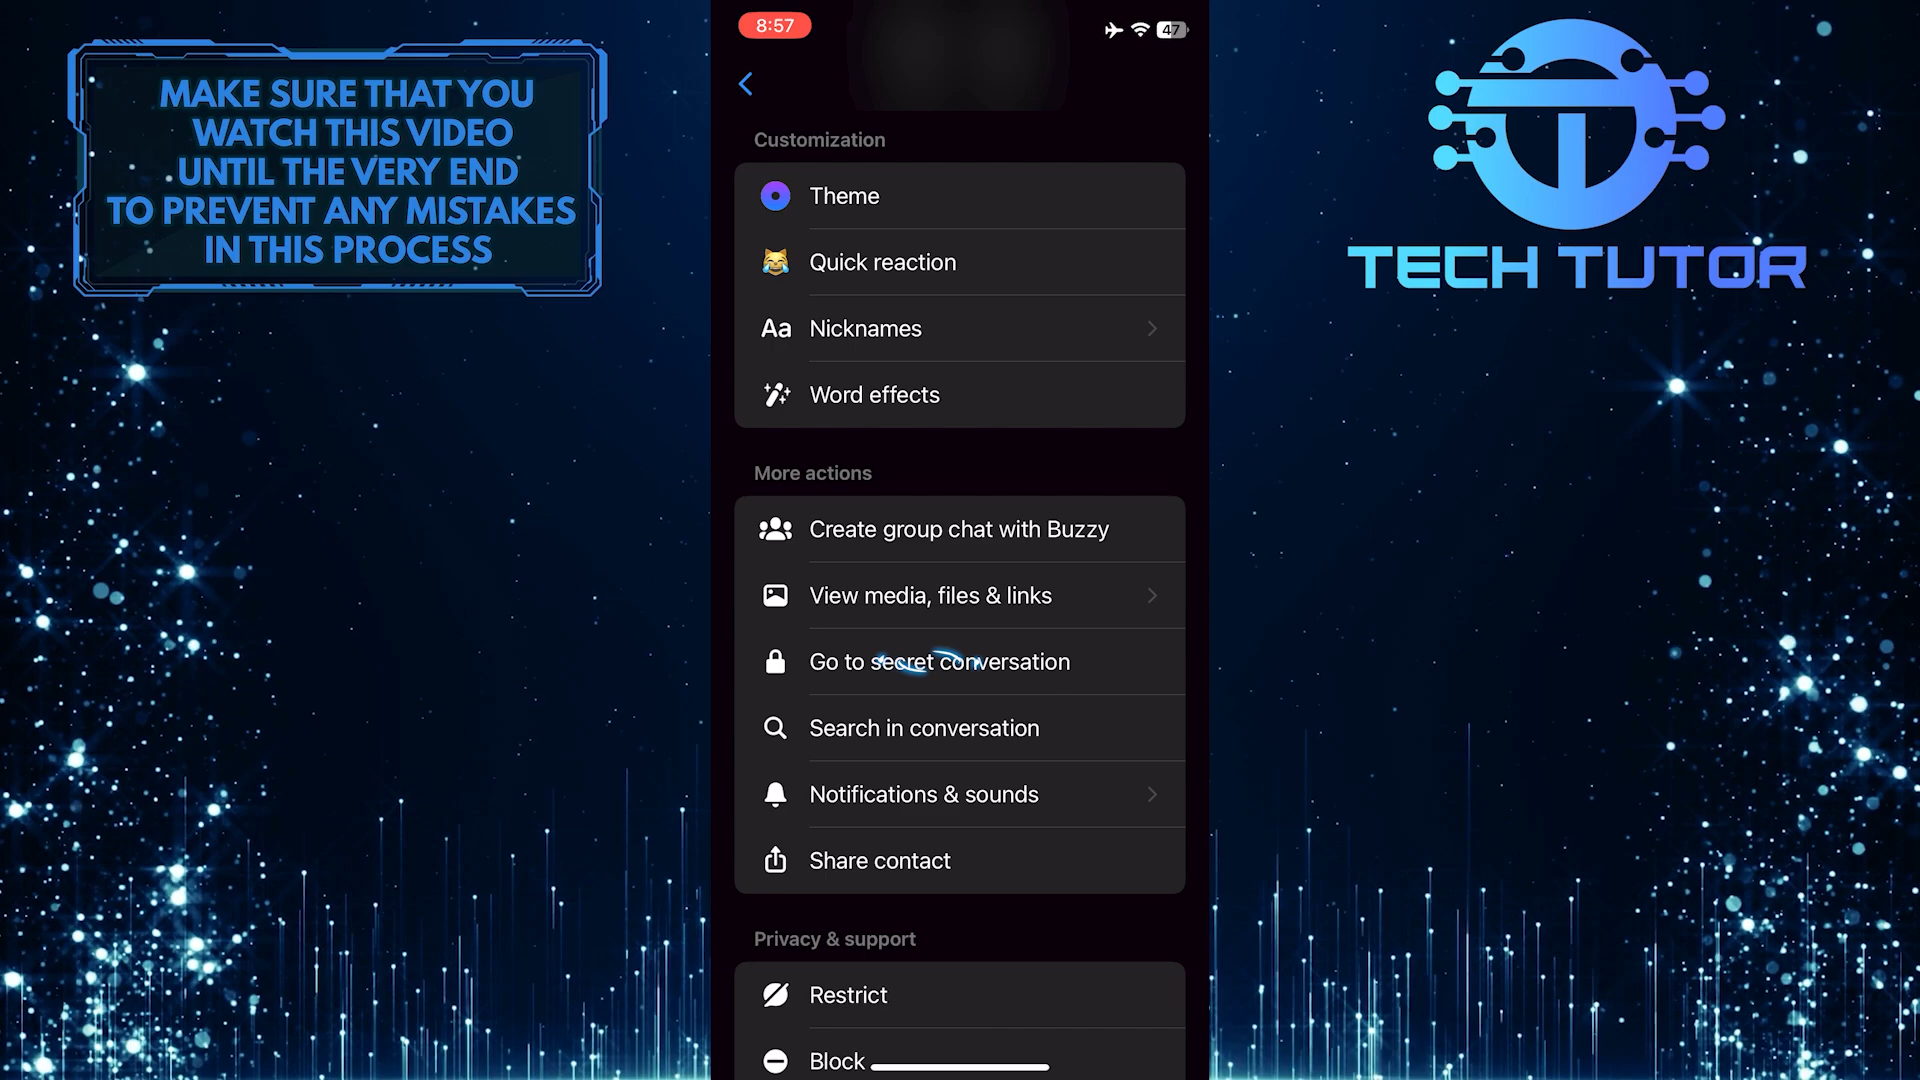 MAKE SURE THAT YOU
WATCH THIS VIDEO
UNTIL THE VERY END
TO PREVENT ANY MISTAKES
IN THIS PROCESS
8:57
47
Customization
Theme
Quick reaction
Aa Nicknames
Word effects
More actions
Create group chat with Buzzy
View media, files & links
Go to secret conversation
Search in conversation
Notifications & sounds
Share contact
Privacy & support
Restrict
Block
TECH TUTOR